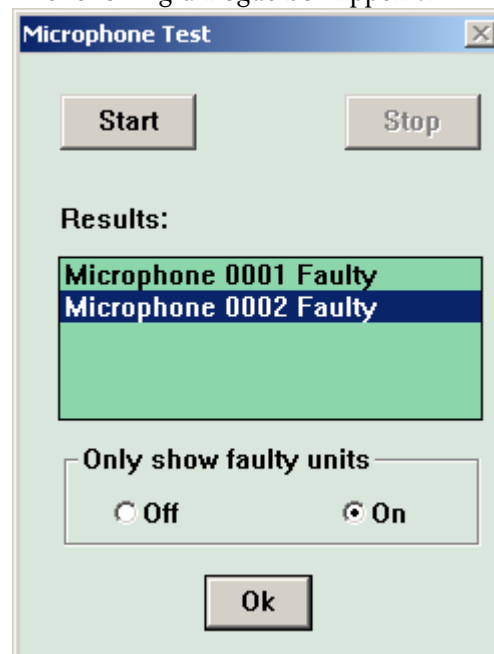 Microphone Test
Start
Stop
Results:
Microphone 0001 Faulty
Microphone 0002 Faulty
Only show faulty units
Off
On
Ok